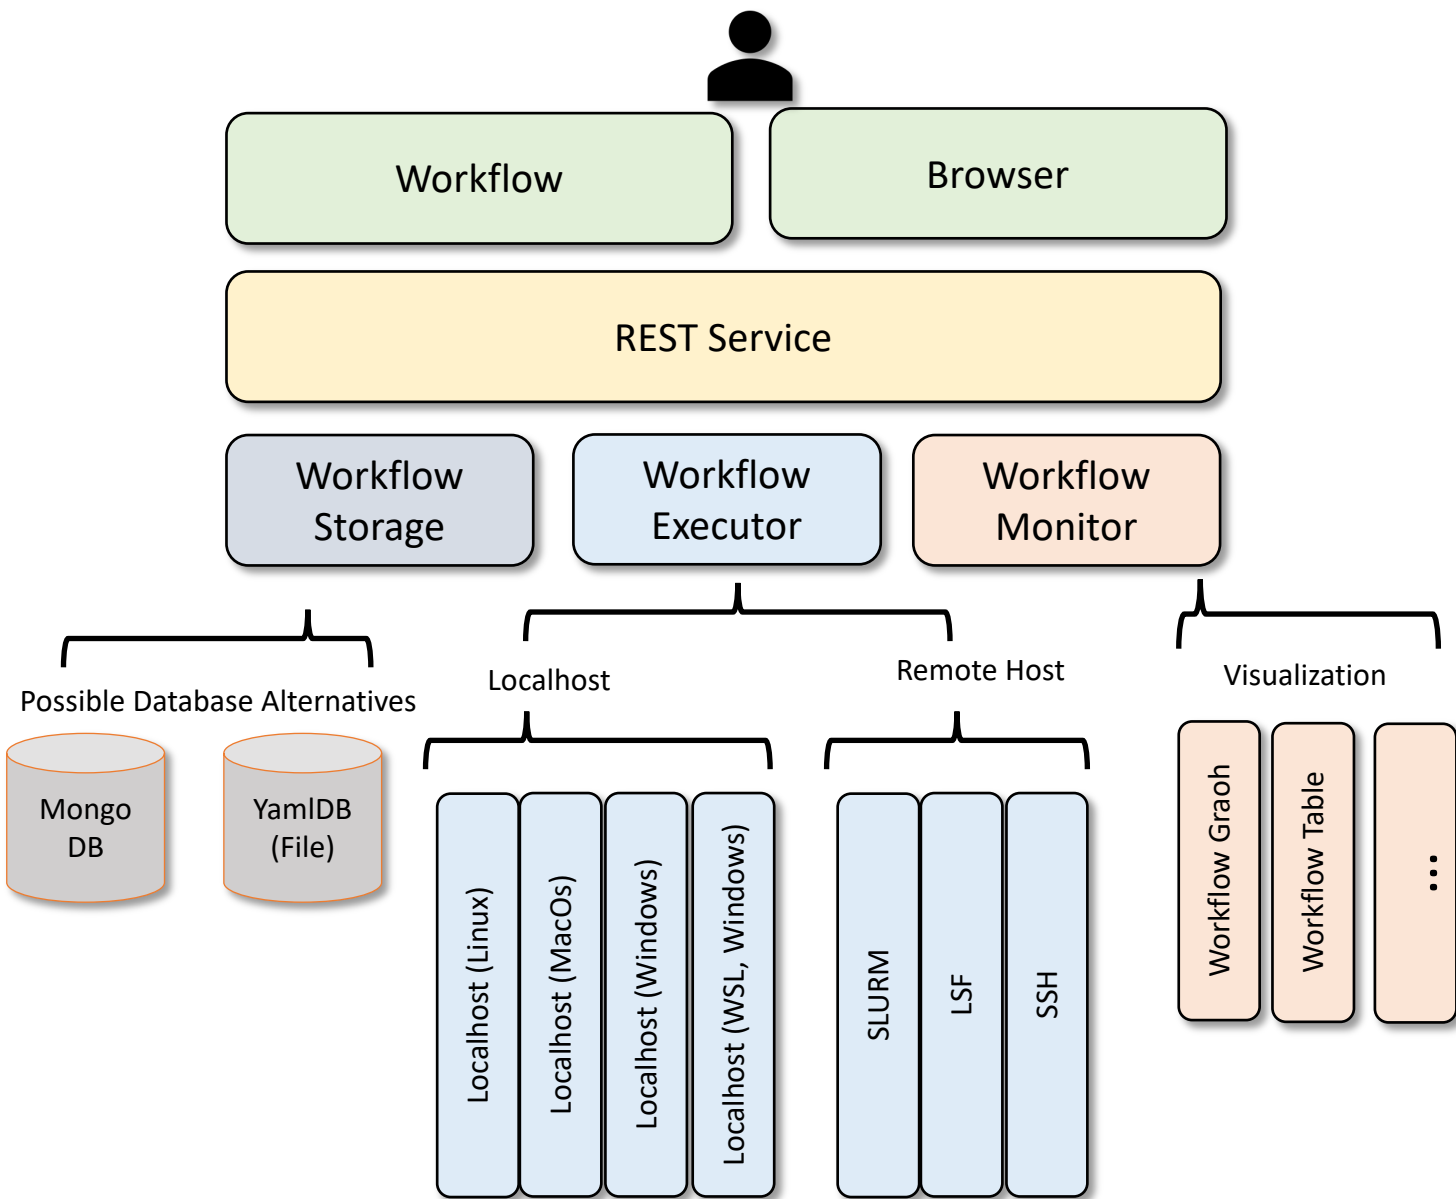 Workflow
Browser
REST Service
Workflow
Storage
Workflow
Executor
Workflow
Monitor
Possible Database Alternatives
Localhost
Remote Host
Visualization
Mongo
DB
YamlDB
(File)
Localhost (Linux)
Localhost (MacOs)
Localhost (Windows)
Localhost (WSL, Windows)
SLURM
LSF
SSH
Workflow Graoh
Workflow Table
...